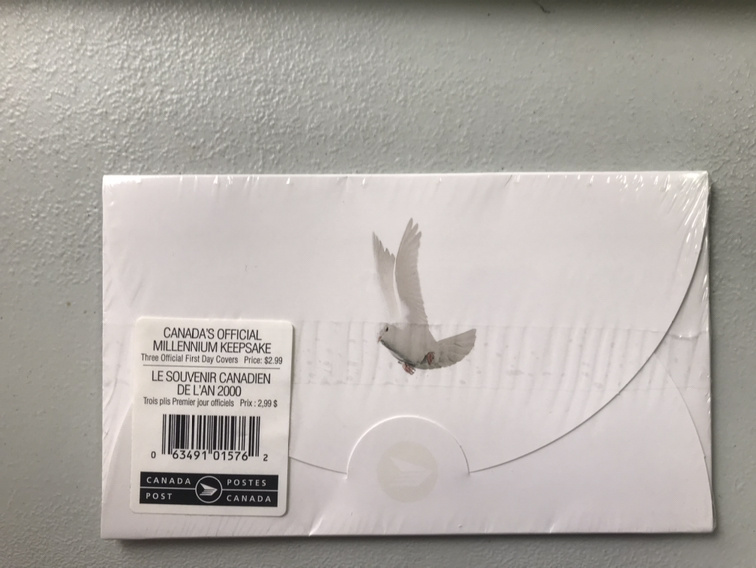 CANADA'S OFFICIAL
MILLENNIUM KEEPSAKE
Three Official First Day Covers Price: $2.99
LE SOUVENIR CANADIEN
DE L'AN 2000
Trois plis Premier jour officiels Prix : 2,99 $
0 63491 01576 2
CANADA POSTES
POST CANADA